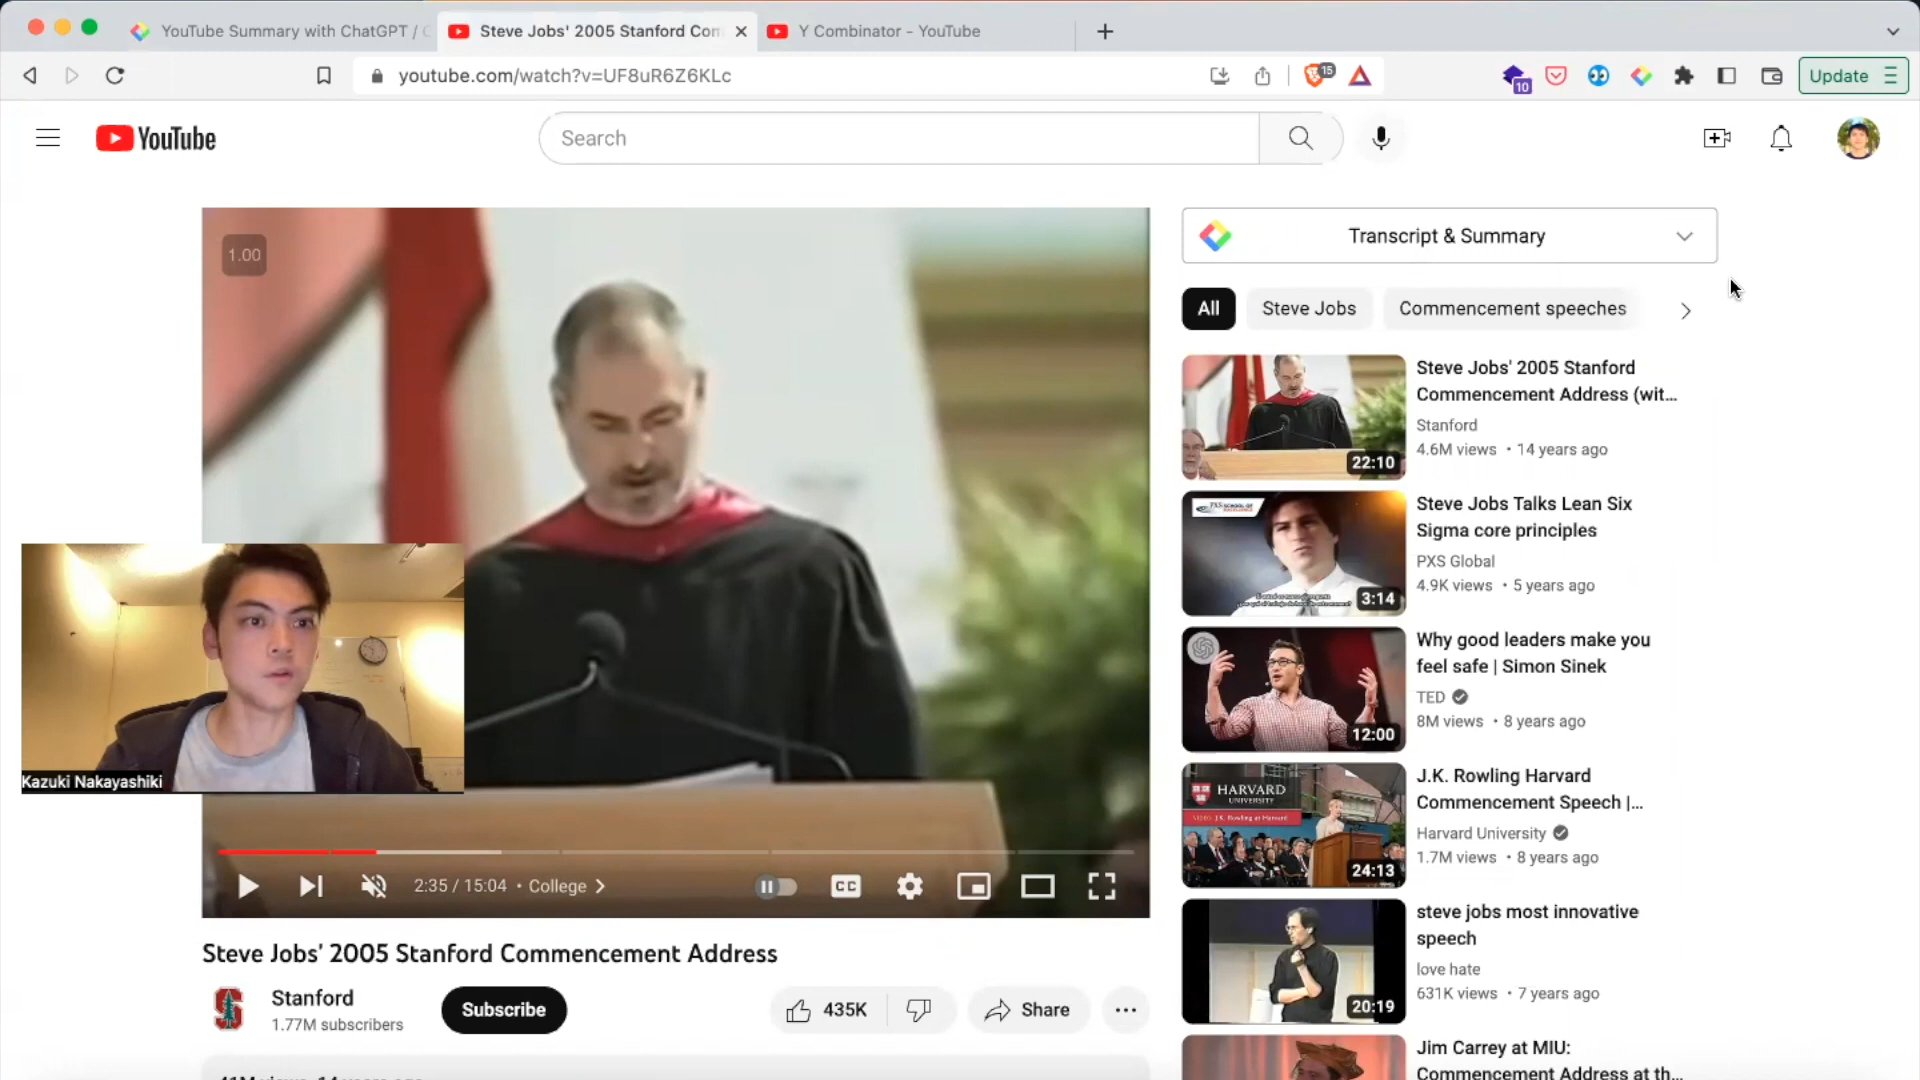 YouTube Summary with ChatGPT /
Steve Jobs' 2005 Stanford Com
Y Combinator - YouTube
youtube.com/watch?v=UF8uR6Z6KLc
15
10
Update
YouTube
Search
1.00
Transcript & Summary
All
Steve Jobs
Commencement speeches
Steve Jobs' 2005 Stanford
Commencement Address (wit...
Stanford
4.6M views • 14 years ago
22:10
Steve Jobs Talks Lean Six
Sigma core principles
PXS Global
4.9K views • 5 years ago
3:14
Why good leaders make you
feel safe | Simon Sinek
TED
8M views • 8 years ago
12:00
HARVARD
UNIVERSITY
J.K. Rowling Harvard
Commencement Speech |...
Harvard University
1.7M views • 8 years ago
24:13
steve jobs most innovative
speech
love hate
631K views • 7 years ago
20:19
Jim Carrey at MIU:
Commencement Address at th...
Kazuki Nakayashiki
2:35 / 15:04 • College
CC
Steve Jobs' 2005 Stanford Commencement Address
Stanford
1.77M subscribers
Subscribe
435K
Share